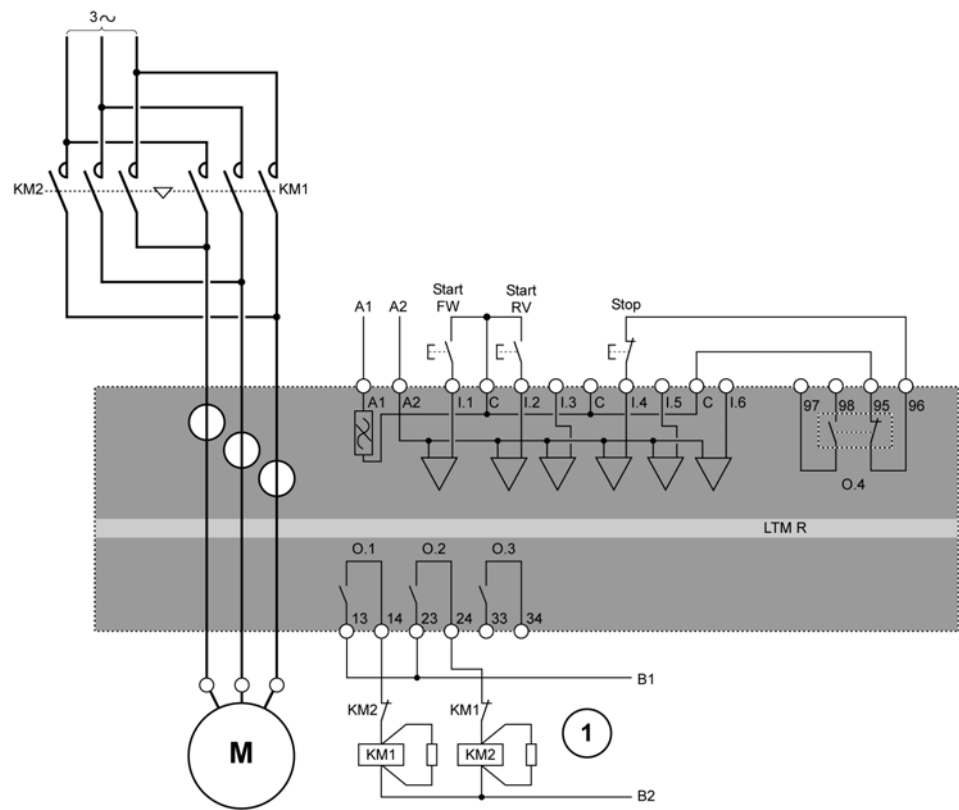 3~
KM2
KM1
Start
FW
Start
RV
Stop
A1
A2
A1
A2
I.1
C
I.2
I.3
C
I.4
I.5
C
I.6
97
98
95
96
O.4
LTM R
O.1
O.2
O.3
13
14
23
24
33
34
B1
KM2
KM1
1
KM1
KM2
M
B2